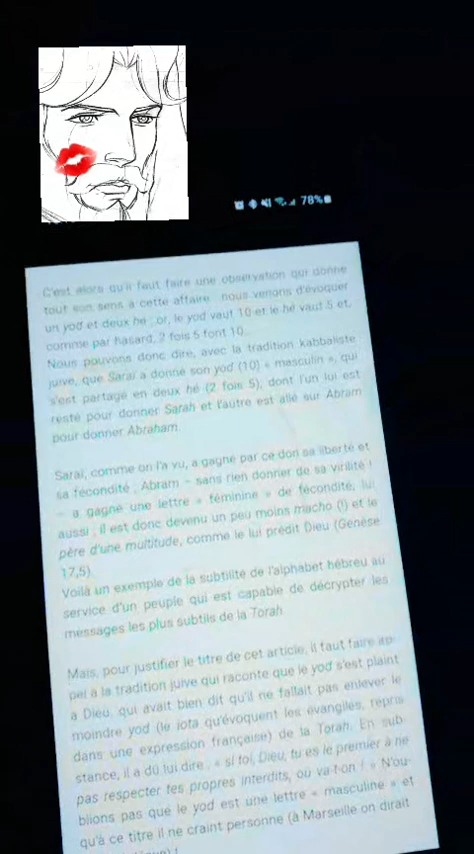 78%
C'est alors qu'il faut faire une observation qui donne
tout son sens à cette affaire : nous venons d'évoquer
un yod et deux hé ; or, le yod vaut 10 et le hé vaut 5 et,
comme par hasard, 2 fois 5 font 10...
Nous pouvons donc dire, avec la tradition kabbaliste
juive, que Saraï a donné son yod (10) « masculin », qui
s'est partagé en deux hé (2 fois 5), dont l'un lui est
resté pour donner Sarah et l'autre est allé sur Abram
pour donner Abraham.
Saraï, comme on l'a vu, a gagné par ce don sa liberté et
sa fécondité ; Abram – sans rien donner de sa virilité !
– a gagné une lettre « féminine » de fécondité, lui
aussi ; il est donc devenu un peu moins macho (!) et le
père d'une multitude, comme le lui prédit Dieu (Genèse
17,5)
Voilà un exemple de la subtilité de l'alphabet hébreu au
service d'un peuple qui est capable de décrypter les
messages les plus subtils de la Torah.
Mais, pour justifier le titre de cet article, il faut faire ap-
pel à la tradition juive qui raconte que le yod s'est plaint
à Dieu, qui avait bien dit qu'il ne fallait pas enlever le
moindre yod (le iota qu'évoquent les évangiles, repris
dans une expression française) de la Torah. En sub-
stance, il a dû lui dire : « si toi, Dieu, tu es le premier à ne
pas respecter tes propres interdits, où va-t-on ! » N'ou-
blions pas que le yod est une lettre « masculine » et
qu'à ce titre il ne craint personne (à Marseille on dirait